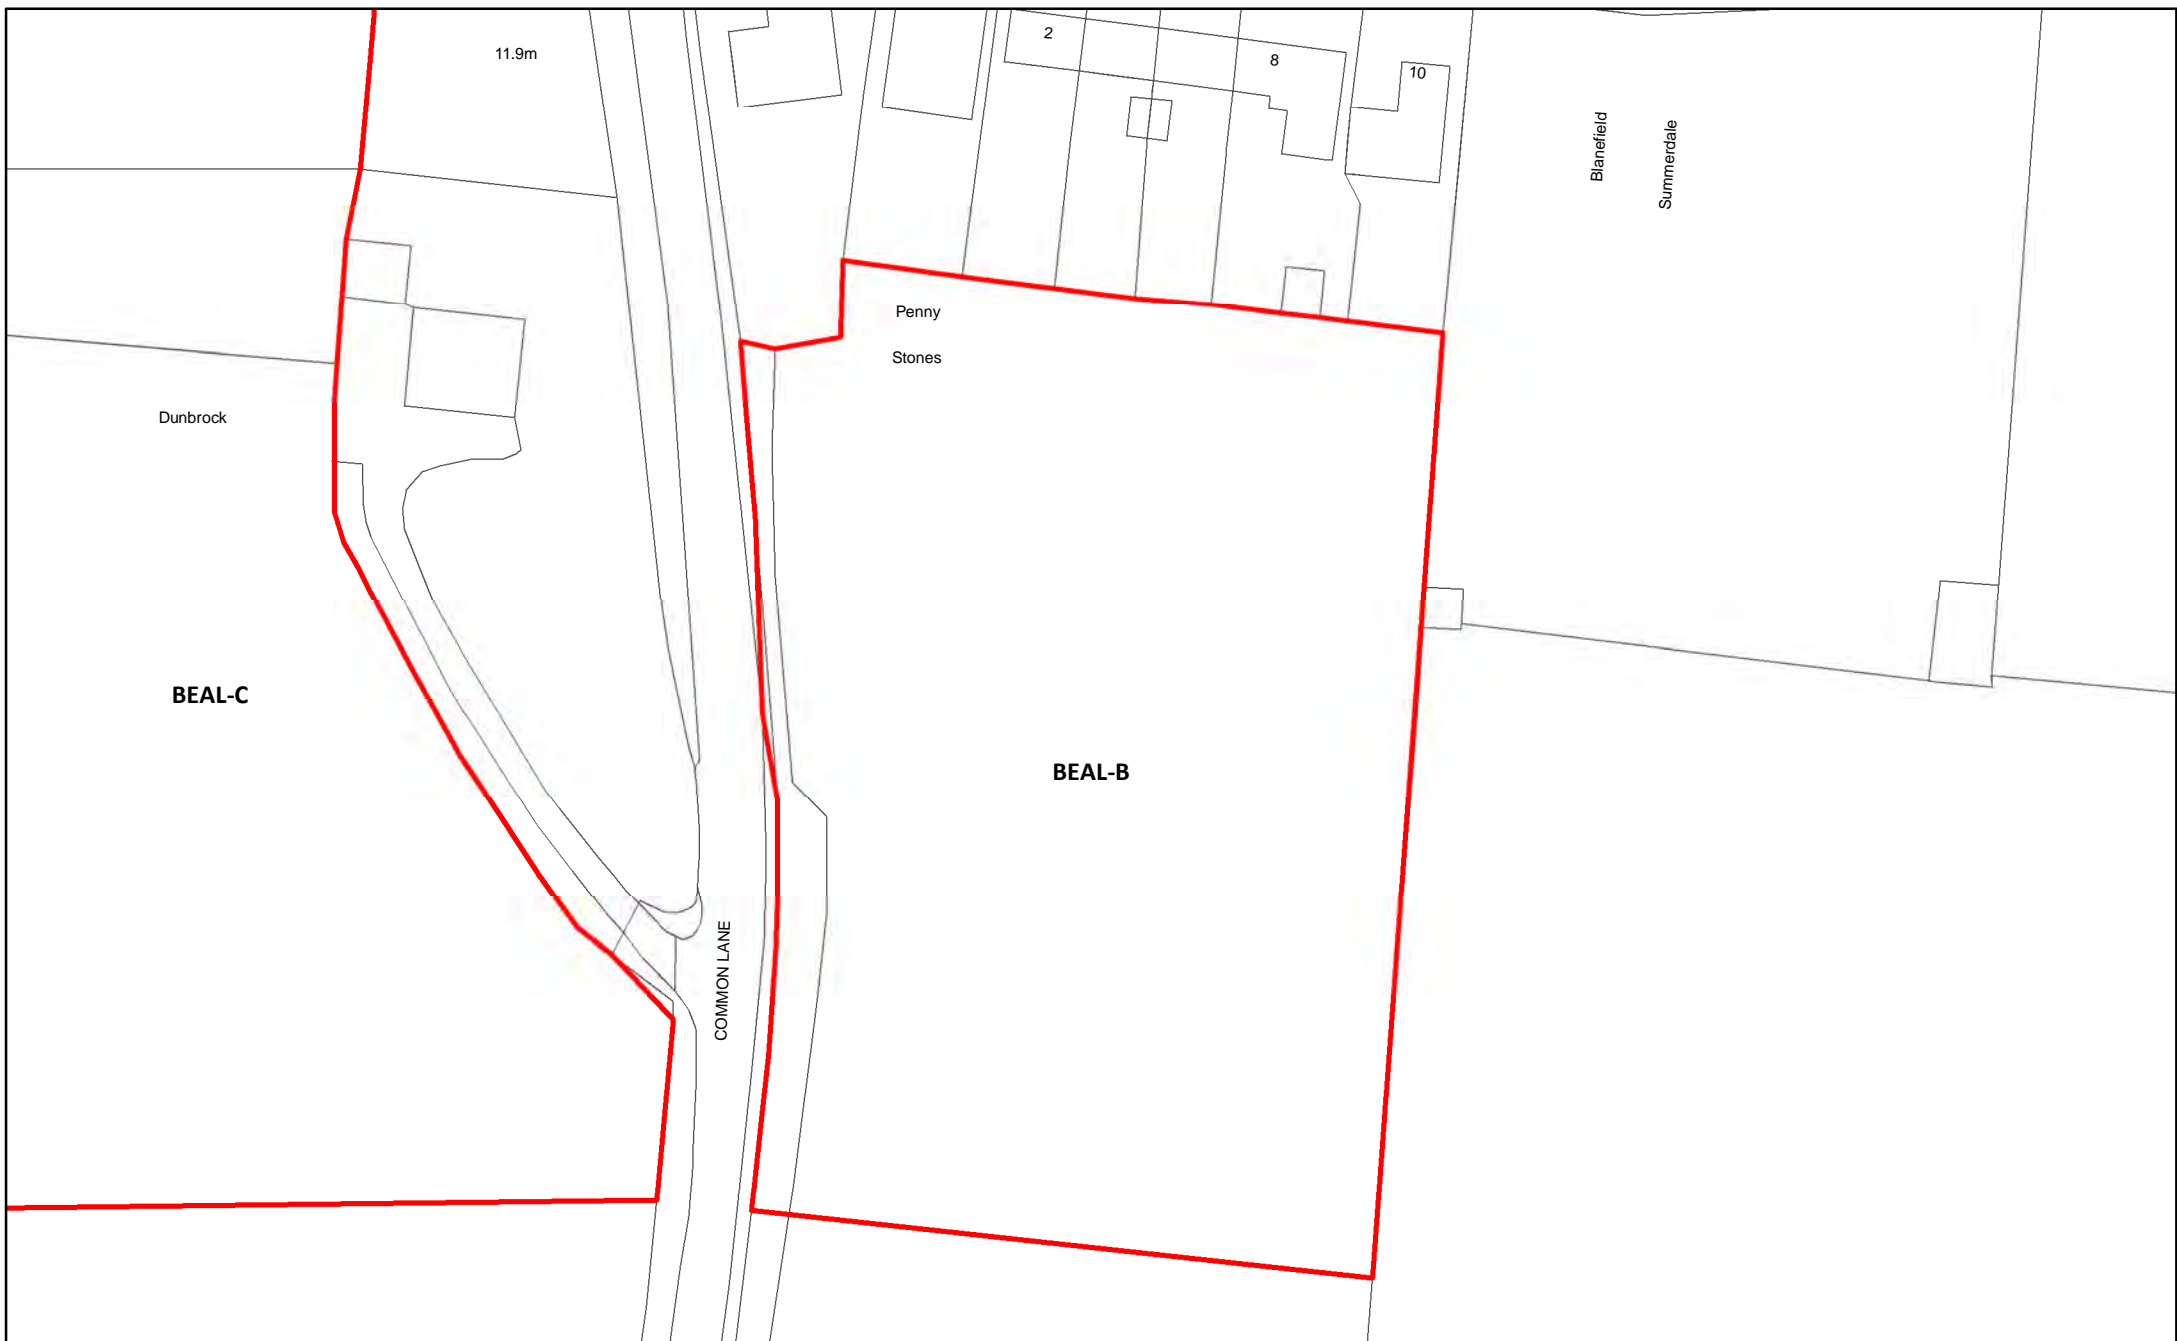 2
11.9m
8
10
Blanefield
Summerdale
Penny
Stones
Dunbrock
BEAL-C
BEAL-B
COMMON LANE